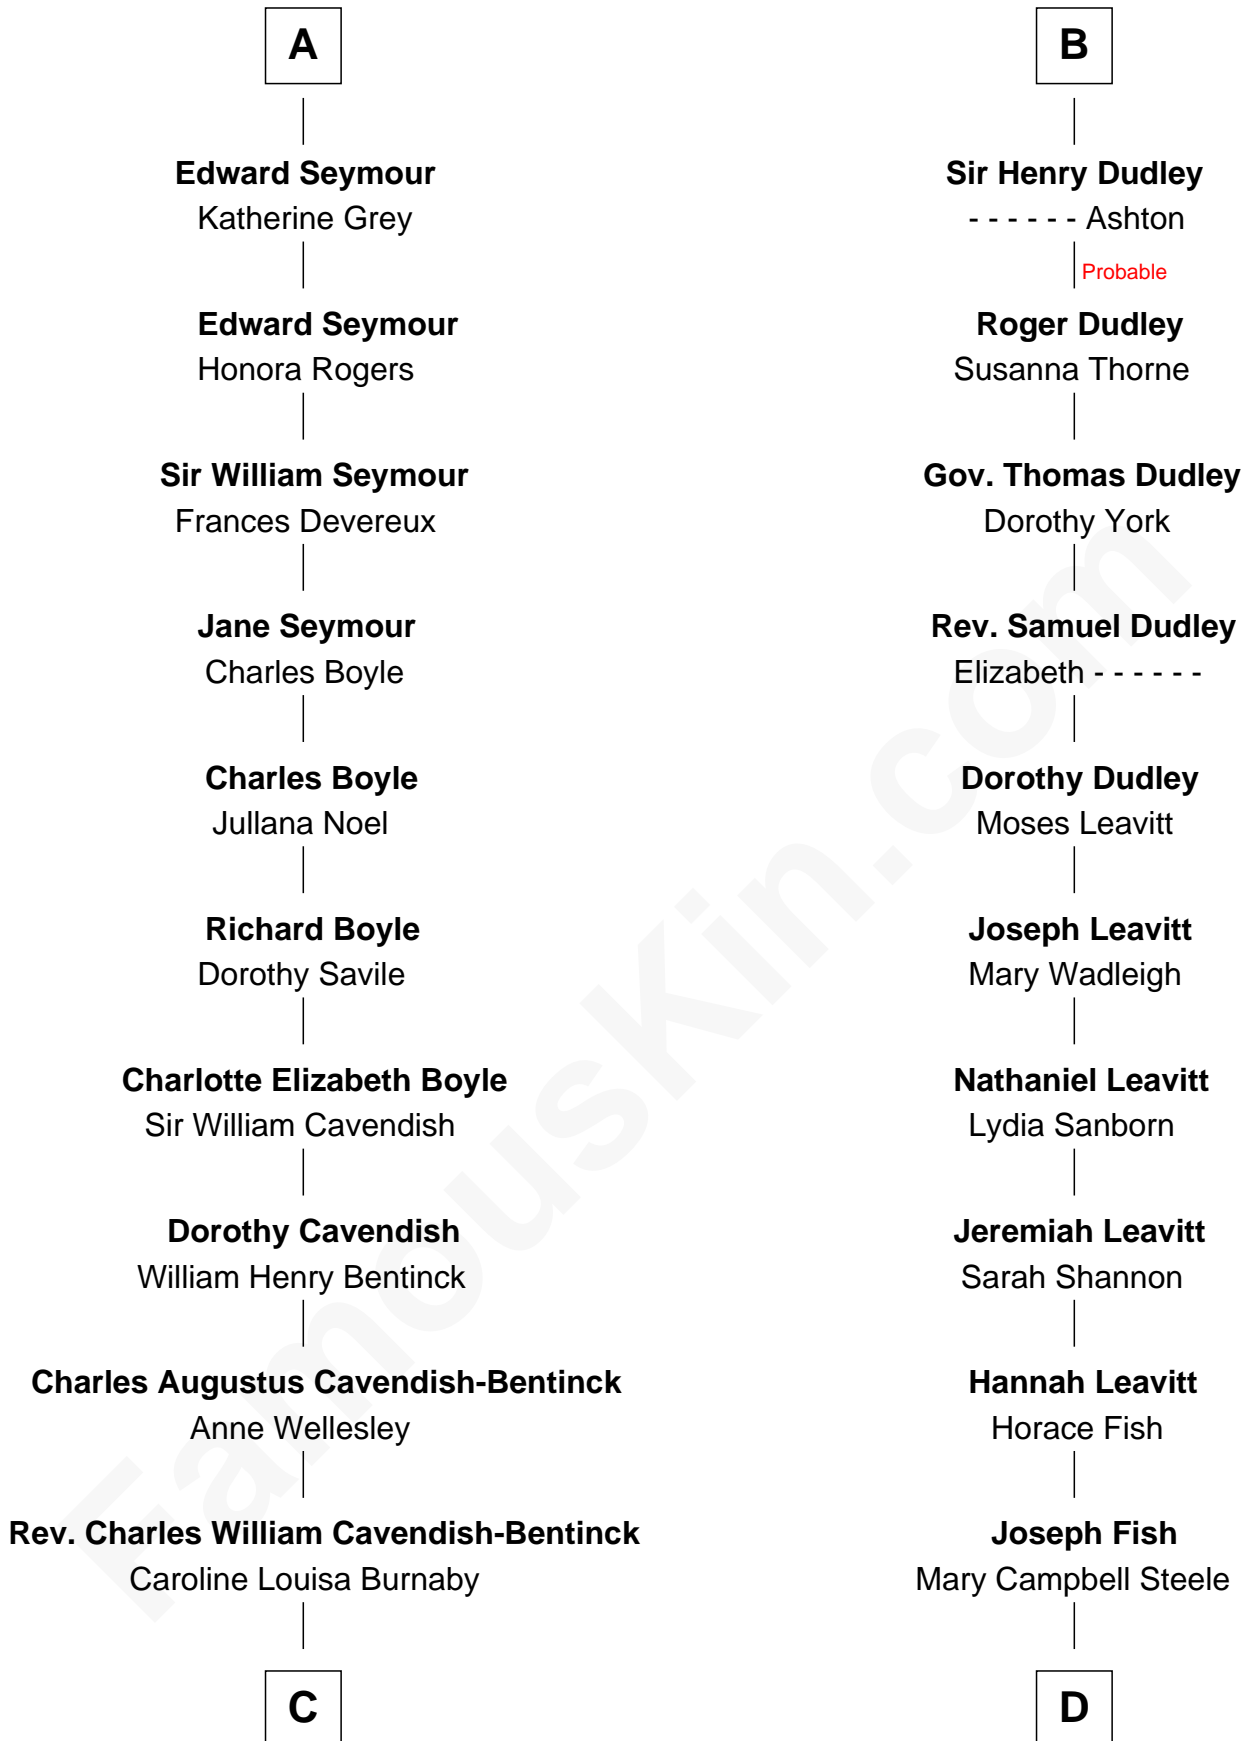 A
Edward Seymour
Katherine Grey
Edward Seymour
Honora Rogers
Sir William Seymour
Frances Devereux
Jane Seymour
Charles Boyle
Charles Boyle
Jullana Noel
Richard Boyle
Dorothy Savile
Charlotte Elizabeth Boyle
Sir William Cavendish
Dorothy Cavendish
William Henry Bentinck
Charles Augustus Cavendish-Bentinck
Anne Wellesley
Rev. Charles William Cavendish-Bentinck
Caroline Louisa Burnaby
C
B
Sir Henry Dudley
- - - - - - Ashton
Probable
Roger Dudley
Susanna Thorne
Gov. Thomas Dudley
Dorothy York
Rev. Samuel Dudley
Elizabeth - - - - - -
Dorothy Dudley
Moses Leavitt
Joseph Leavitt
Mary Wadleigh
Nathaniel Leavitt
Lydia Sanborn
Jeremiah Leavitt
Sarah Shannon
Hannah Leavitt
Horace Fish
Joseph Fish
Mary Campbell Steele
D
FamousKin.com